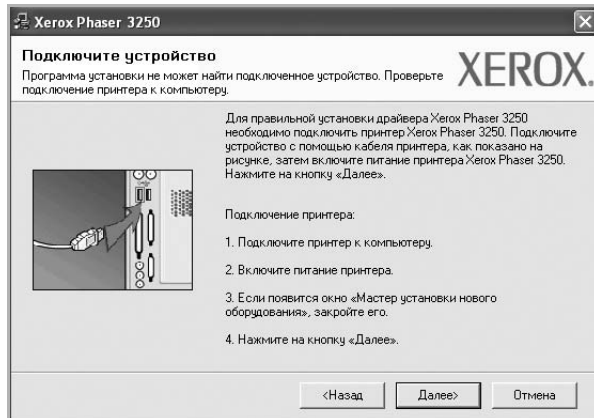 Xerox Phaser 3250
Подключите устройство
Программа установки не может найти подключенное устройство. Проверьте
подключение принтера к компьютеру.
XEROX.
Для правильной установки драйвера Xerox Phaser 3250
необходимо подключить принтер Xerox Phaser 3250. Подключите
устройство с помощью кабеля принтера, как показано на
рисунке, затем включите питание принтера Xerox Phaser 3250.
Нажмите на кнопку «Далее».
Подключение принтера:
1. Подключите принтер к компьютеру.
2. Включите питание принтера.
3. Если появится окно «Мастер установки нового
оборудования», закройте его.
4. Нажмите на кнопку «Далее».
<Назад
Далее>
Отмена